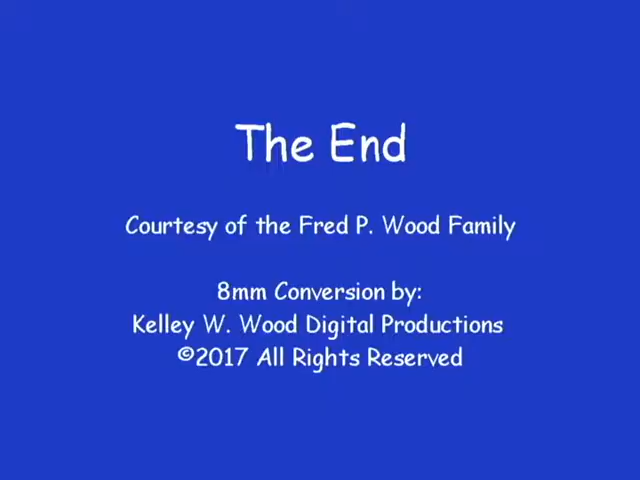 The End
Courtesy of the Fred P. Wood Family
8mm Conversion by:
Kelley W. Wood Digital Productions
©2017 All Rights Reserved